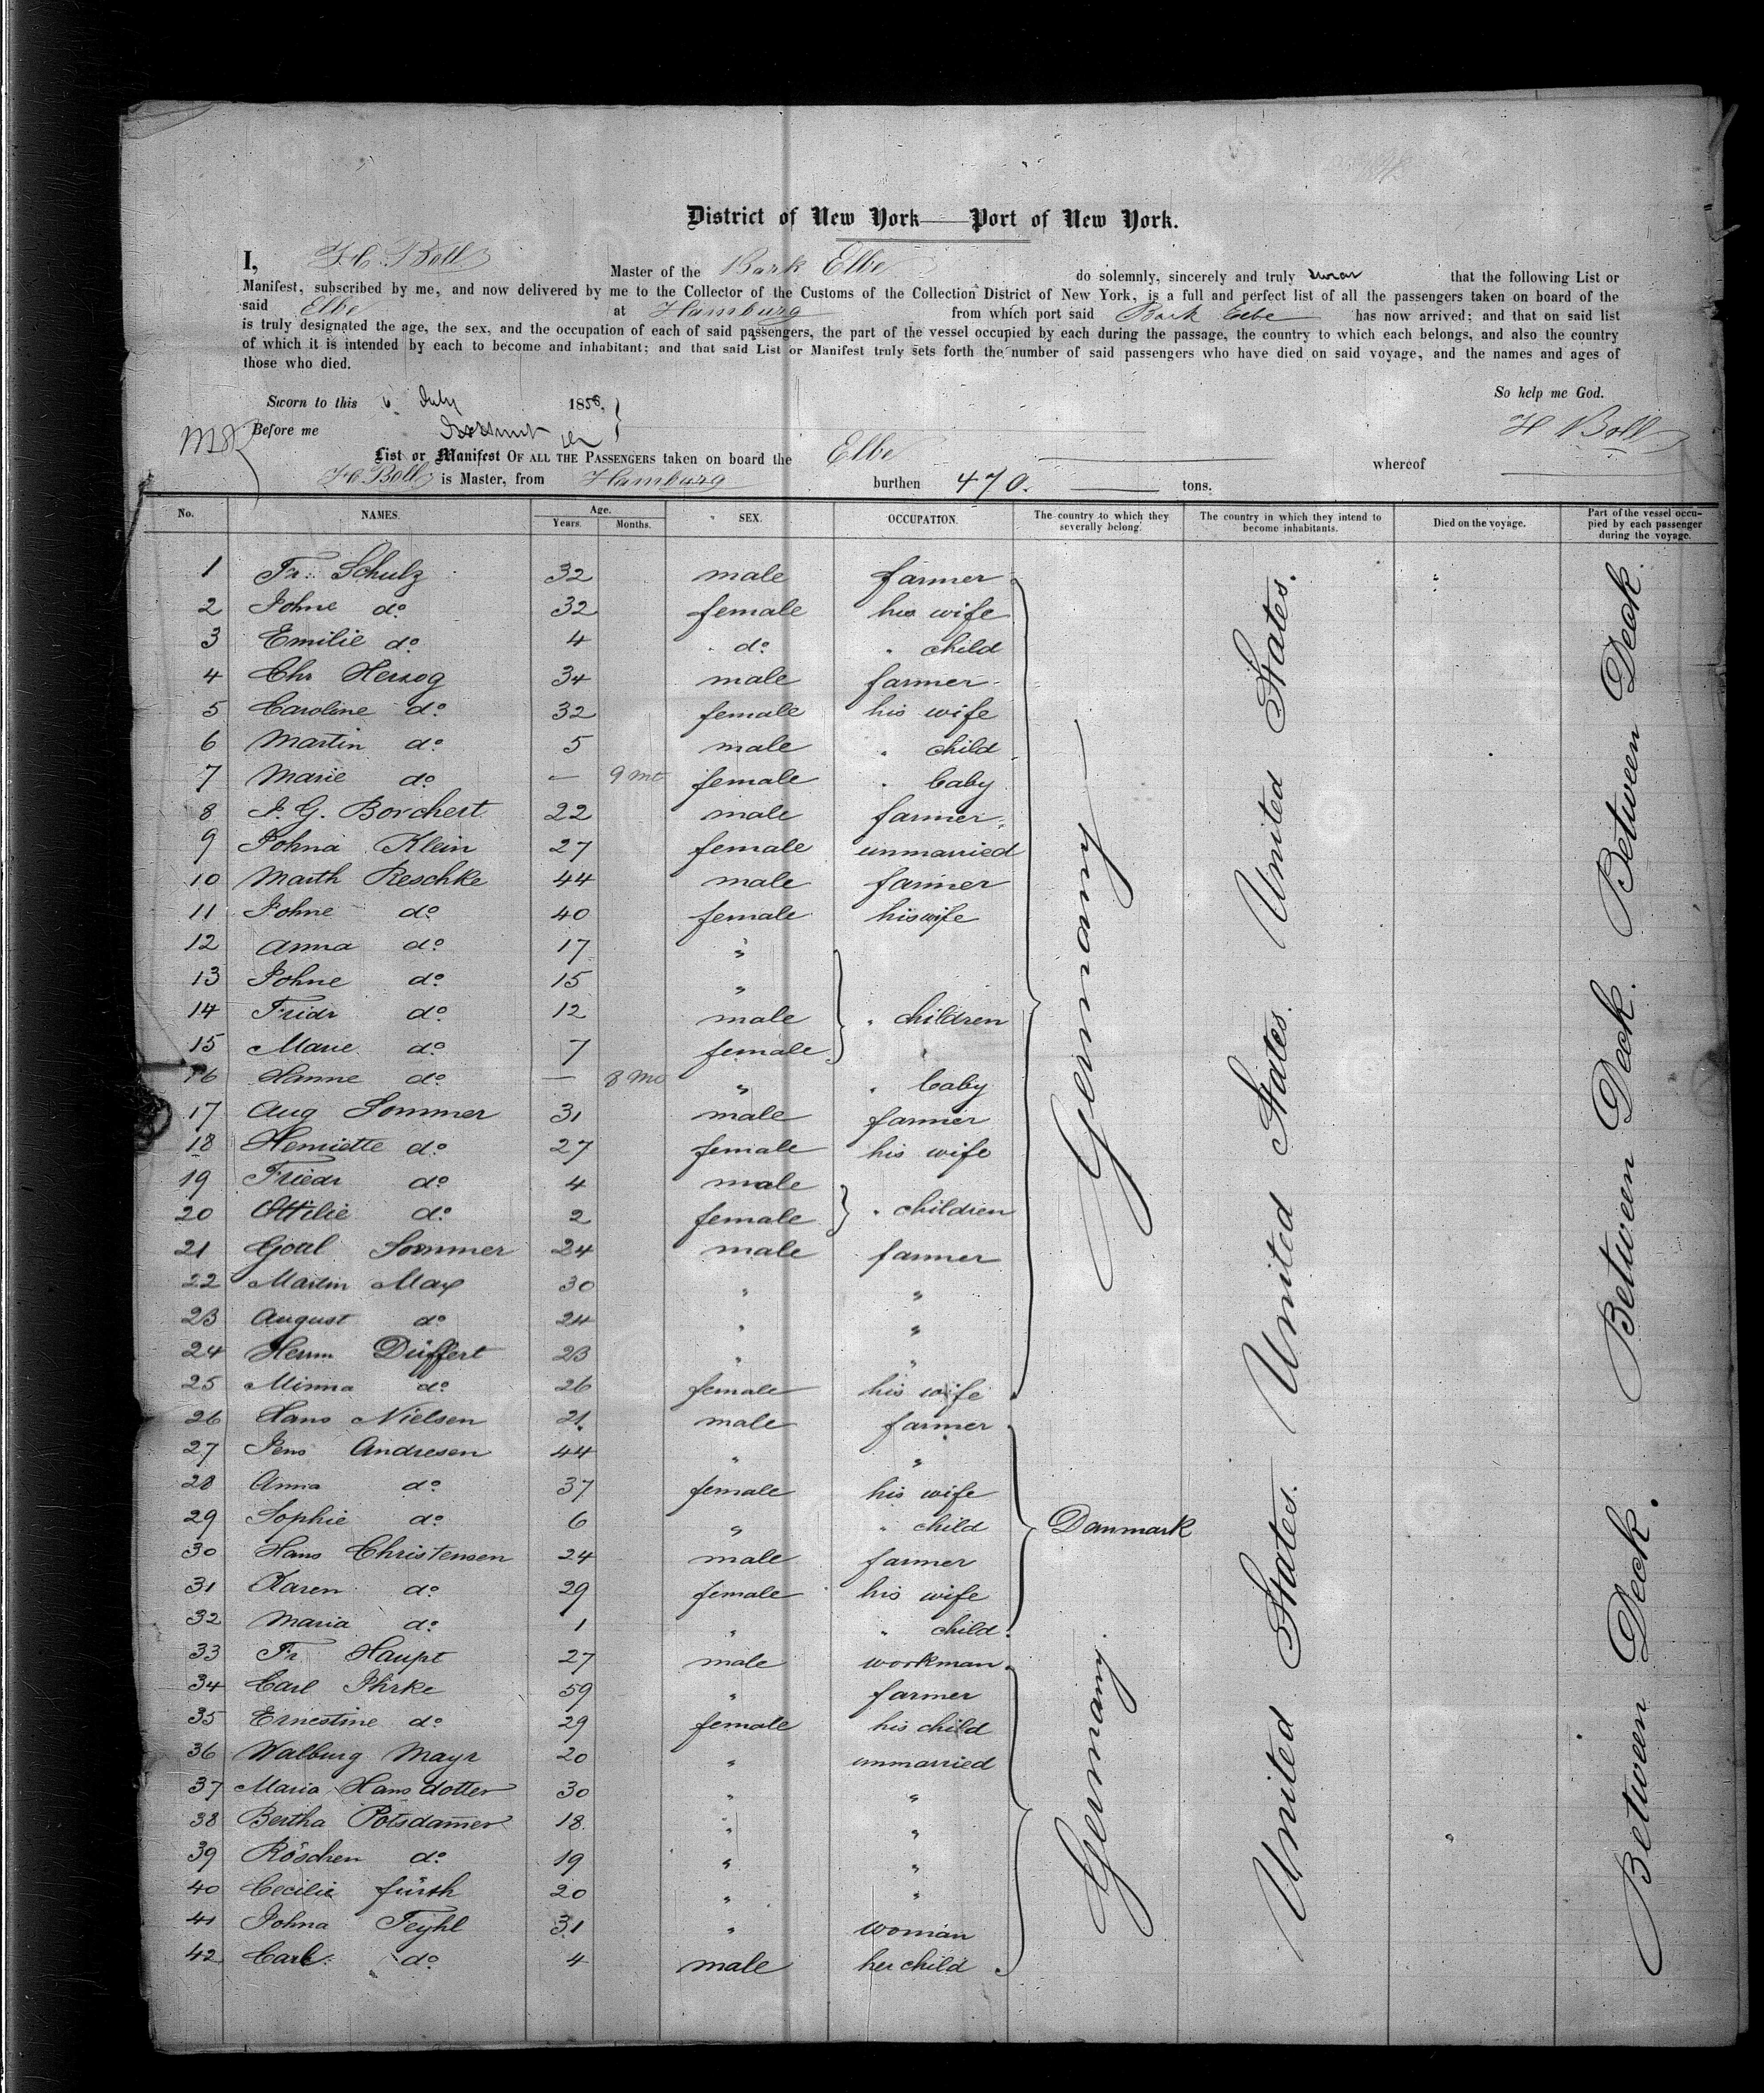 District of New York — Port of New York.
I, H. C. Boll Master of the Bark Elbe do solemnly, sincerely and truly swear that the following List or
Manifest, subscribed by me, and now delivered by me to the Collector of the Customs of the Collection District of New York, is a full and perfect list of all the passengers taken on board of the
said Elbe at Hamburg from which port said Bark Elbe has now arrived; and that on said list
is truly designated the age, the sex, and the occupation of each of said passengers, the part of the vessel occupied by each during the passage, the country to which each belongs, and also the country
of which it is intended by each to become and inhabitant; and that said List or Manifest truly sets forth the number of said passengers who have died on said voyage, and the names and ages of
those who died.
So help me God.
Sworn to this 6 July 1858,
H Boll
Before me
List or Manifest OF ALL THE PASSENGERS taken on board the Elbe whereof
H. C. Boll is Master, from Hamburg burthen 470. tons.
No. NAMES. Age. Years. Months. SEX. OCCUPATION. The country to which they severally belong. The country in which they intend to become inhabitants. Died on the voyage. Part of the vessel occupied by each passenger during the voyage.
1 Fr. Schulz 32 male farmer
2 Johne do 32 female his wife
3 Emilie do 4 do " child
4 Chr Herzog 34 male farmer
5 Caroline do 32 female his wife
6 Martin do 5 male " child
7 Marie do — 9 mt female " baby
8 J. G. Borchert 22 male farmer
9 Johna Klein 27 female unmarried
10 Marth Reschke 44 male farmer
11 Johne do 40 female his wife
12 Anna do 17 "
13 Johne do 15 "
14 Fridr do 12 male " children
15 Marie do 7 female
16 Hanne do — 8 mo " " baby
17 Aug Sommer 31 male farmer
18 Henriette do 27 female his wife
19 Friedr do 4 male
20 Ottilie do 2 female " children
21 Gottl Sommer 24 male farmer
22 Martin May 30 " "
23 August do 24 " "
24 Herm Düffert 23 " "
25 Minna do 26 female his wife
Germany
26 Hans Nielsen 21 male farmer
27 Jens Andresen 44 " "
28 Anna do 37 female his wife
29 Sophie do 6 " " child
30 Hans Christensen 24 male farmer
31 Karen do 29 female his wife
32 Maria do 1 " " child
Danmark
33 Fr Haupt 27 male workman
34 Carl Ihrke 59 " farmer
35 Ernestine do 29 female his child
36 Walburg Mayr 20 " unmarried
37 Maria Hansdotter 30 " "
38 Bertha Potsdamer 18 " "
39 Röschen do 19 " "
40 Cecilie fürth 20 " "
41 Johna Feyhl 31 " woman
42 Carl do 4 male her child
Germany.
United States. United States. United States. United States.
Between Deck. Between Deck. Between Deck. Between Deck.